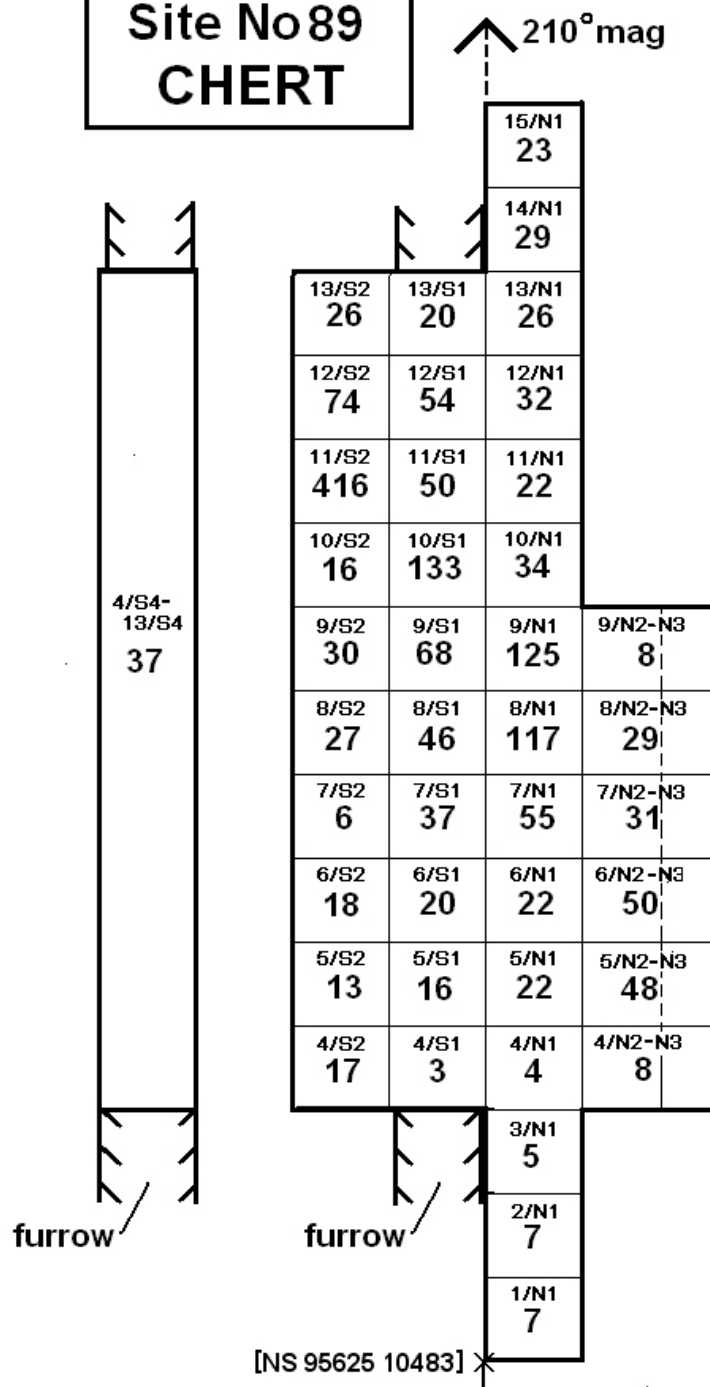 Site No 89
CHERT
210°mag
15/N1
23
14/N1
29
13/S2 13/S1 13/N1
26 20 26
12/S2 12/S1 12/N1
74 54 32
11/S2 11/S1 11/N1
416 50 22
10/S2 10/S1 10/N1
16 133 34
4/S4-
13/S4
37
9/S2 9/S1 9/N1 9/N2-N3
30 68 125 8
8/S2 8/S1 8/N1 8/N2-N3
27 46 117 29
7/S2 7/S1 7/N1 7/N2-N3
6 37 55 31
6/S2 6/S1 6/N1 6/N2-N3
18 20 22 50
5/S2 5/S1 5/N1 5/N2-N3
13 16 22 48
4/S2 4/S1 4/N1 4/N2-N3
17 3 4 8
3/N1
5
2/N1
7
furrow furrow
1/N1
7
[NS 95625 10483]